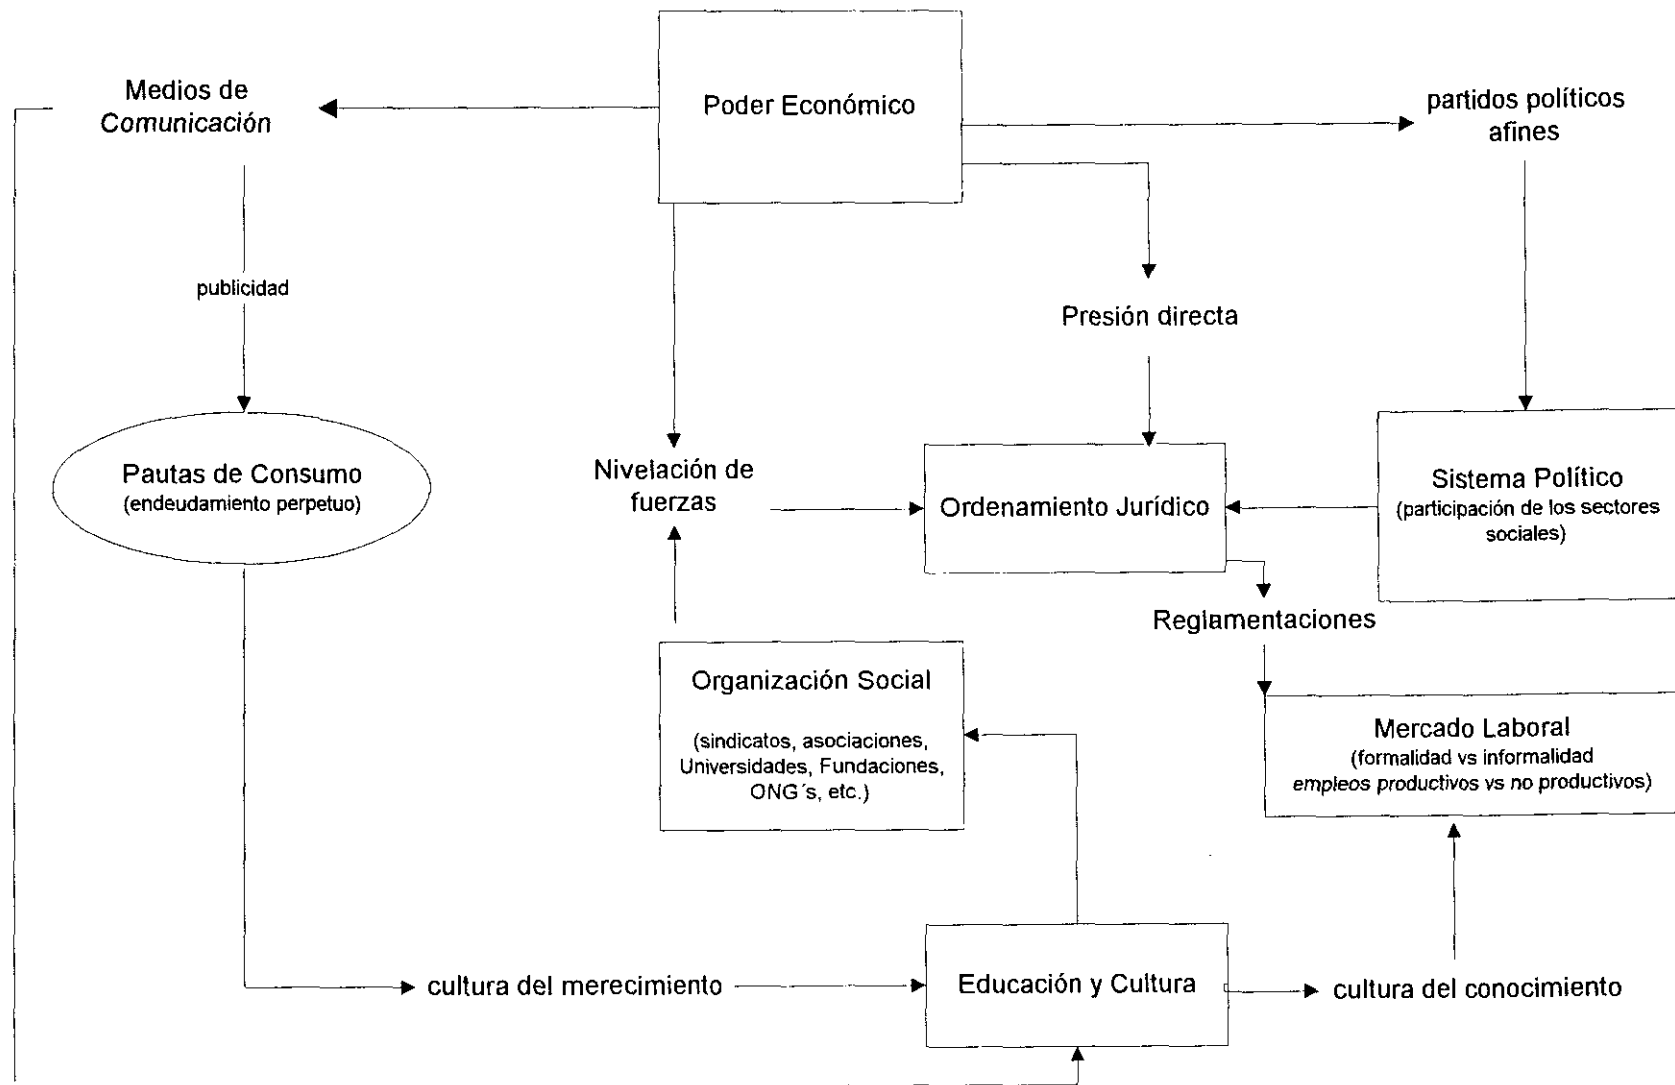 Poder Económico
Medios de
Comunicación
partidos políticos
afines
publicidad
Presión directa
Pautas de Consumo
(endeudamiento perpetuo)
Nivelación de
fuerzas
Ordenamiento Jurídico
Sistema Político
(participación de los sectores
sociales)
Reglamentaciones
Organización Social
(sindicatos, asociaciones,
Universidades, Fundaciones,
ONG´s, etc.)
Mercado Laboral
(formalidad vs informalidad
empleos productivos vs no productivos)
cultura del merecimiento
Educación y Cultura
cultura del conocimiento